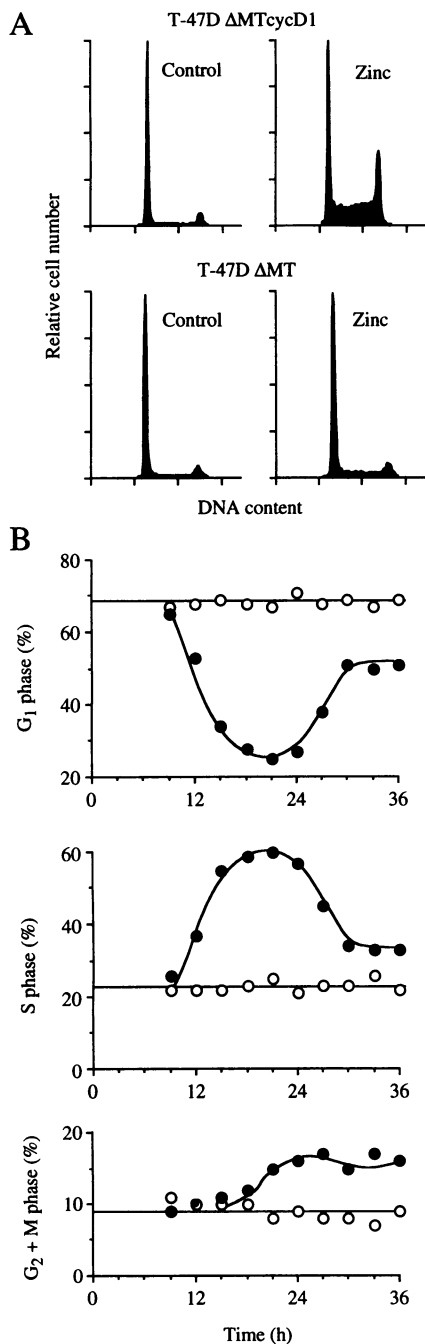 A
T-47D ΔMTcycD1
Control
Zinc
Relative cell number
T-47D ΔMT
Control
Zinc
DNA content
B
G₁ phase (%)
80
60
40
20
0
12
24
36
S phase (%)
60
40
20
0
0
12
24
36
G₂ + M phase (%)
20
15
10
5
0
0
12
24
36
Time (h)